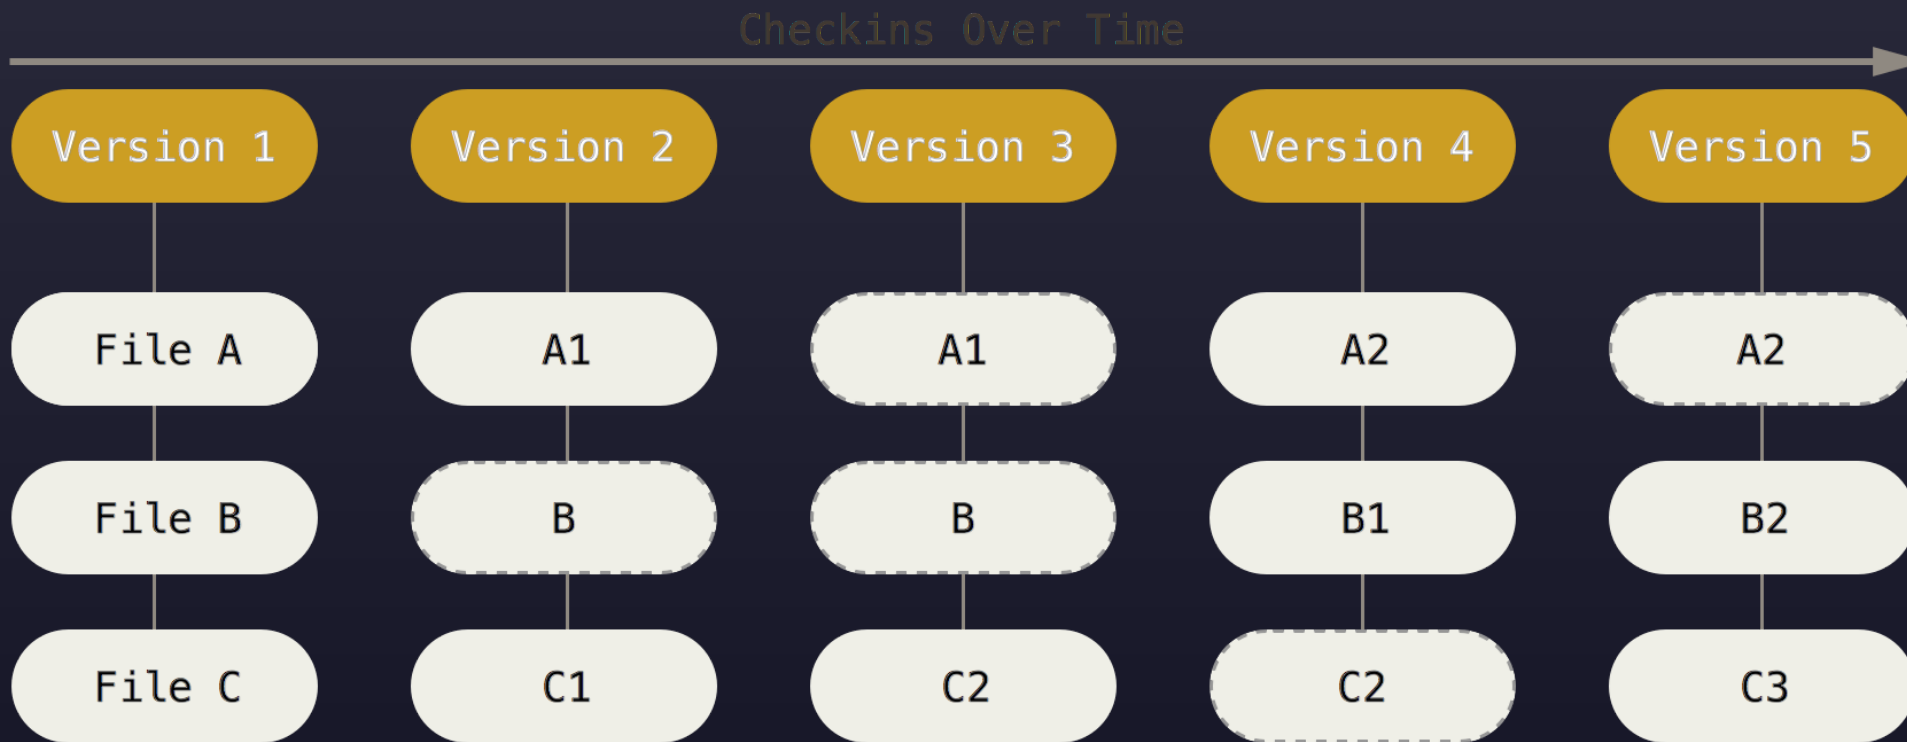 Checkins Over Time
Version 1 Version 2 Version 3 Version 4 Version 5
File A A1 A1 A2 A2
File B B B B1 B2
File C C1 C2 C2 C3